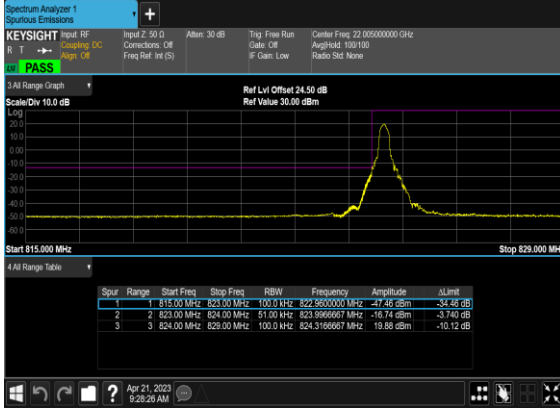 Spectrum Analyzer 1
Spurious Emissions
KEYSIGHT
R T
LW
PASS
Input: RF
Coupling: DC
Align: Off
Input Z: 50 Ω
Corrections: Off
Freq Ref: Int (S)
Atten: 30 dB
Trig: Free Run
Gate: Off
IF Gain: Low
Center Freq: 22.005000000 GHz
Avg|Hold: 100/100
Radio Std: None
3 All Range Graph
Scale/Div 10.0 dB
Ref Lvl Offset 24.50 dB
Ref Value 30.00 dBm
Log
20.0
10.0
0.00
-10.0
-20.0
-30.0
-40.0
-50.0
-60.0
Start 815.000 MHz
Stop 829.000 MH
4 All Range Table
Spur Range Start Freq Stop Freq RBW Frequency Amplitude ΔLimit
1 1 815.00 MHz 823.00 MHz 100.0 kHz 822.9600000 MHz -47.46 dBm -34.46 dB
2 2 823.00 MHz 824.00 MHz 51.00 kHz 823.9966667 MHz -16.74 dBm -3.740 dB
3 3 824.00 MHz 829.00 MHz 100.0 kHz 824.3166667 MHz 19.88 dBm -10.12 dB
?
Apr 21, 2023
9:28:26 AM